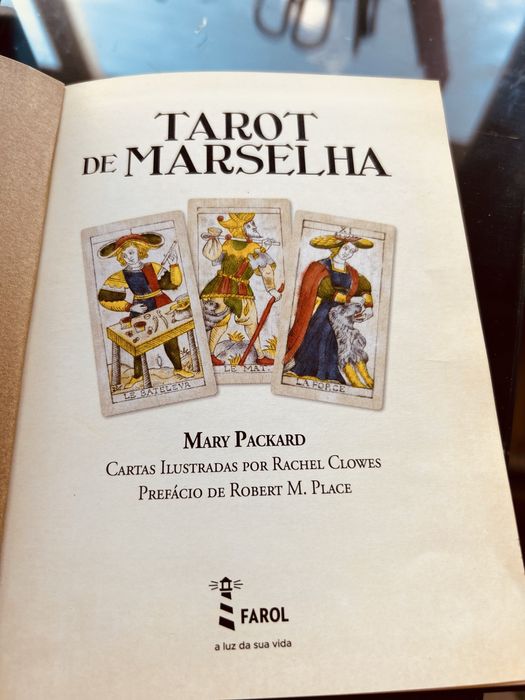 TAROT
DE MARSELHA
LE BATELEVR
LE MAT
LA FORCE
MARY PACKARD
CARTAS ILUSTRADAS POR RACHEL CLOWES
PREFÁCIO DE ROBERT M. PLACE
FAROL
a luz da sua vida